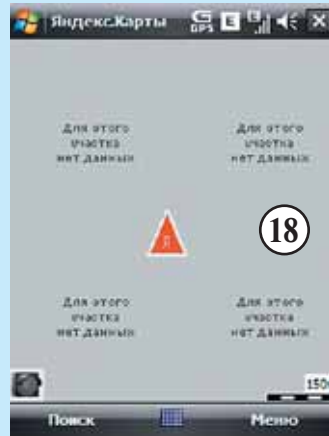 Яндекс.Карты GPS E E
Для этого Для этого
участка участка
нет данных нет данных
Я
18
Для этого Для этого
участка участка
нет данных нет данных
150
Поиск Меню